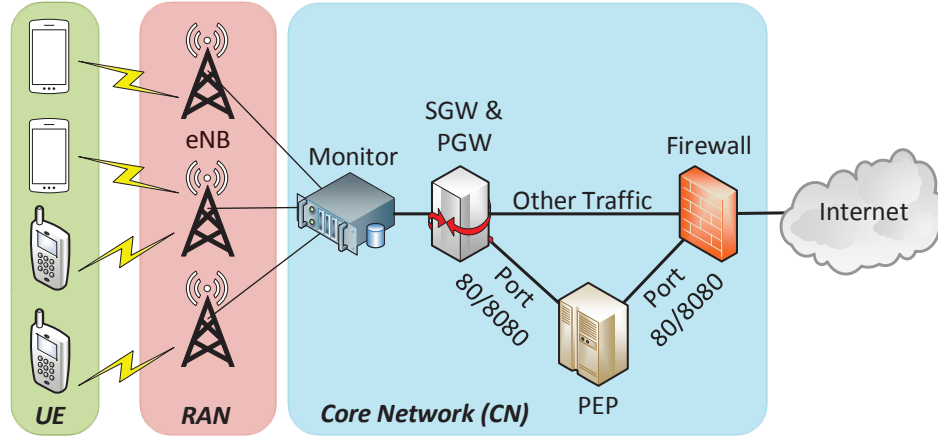 eNB
UE
RAN
Monitor
SGW &
PGW
Firewall
Other Traffic
Internet
Port
80/8080
Port
80/8080
PEP
Core Network (CN)